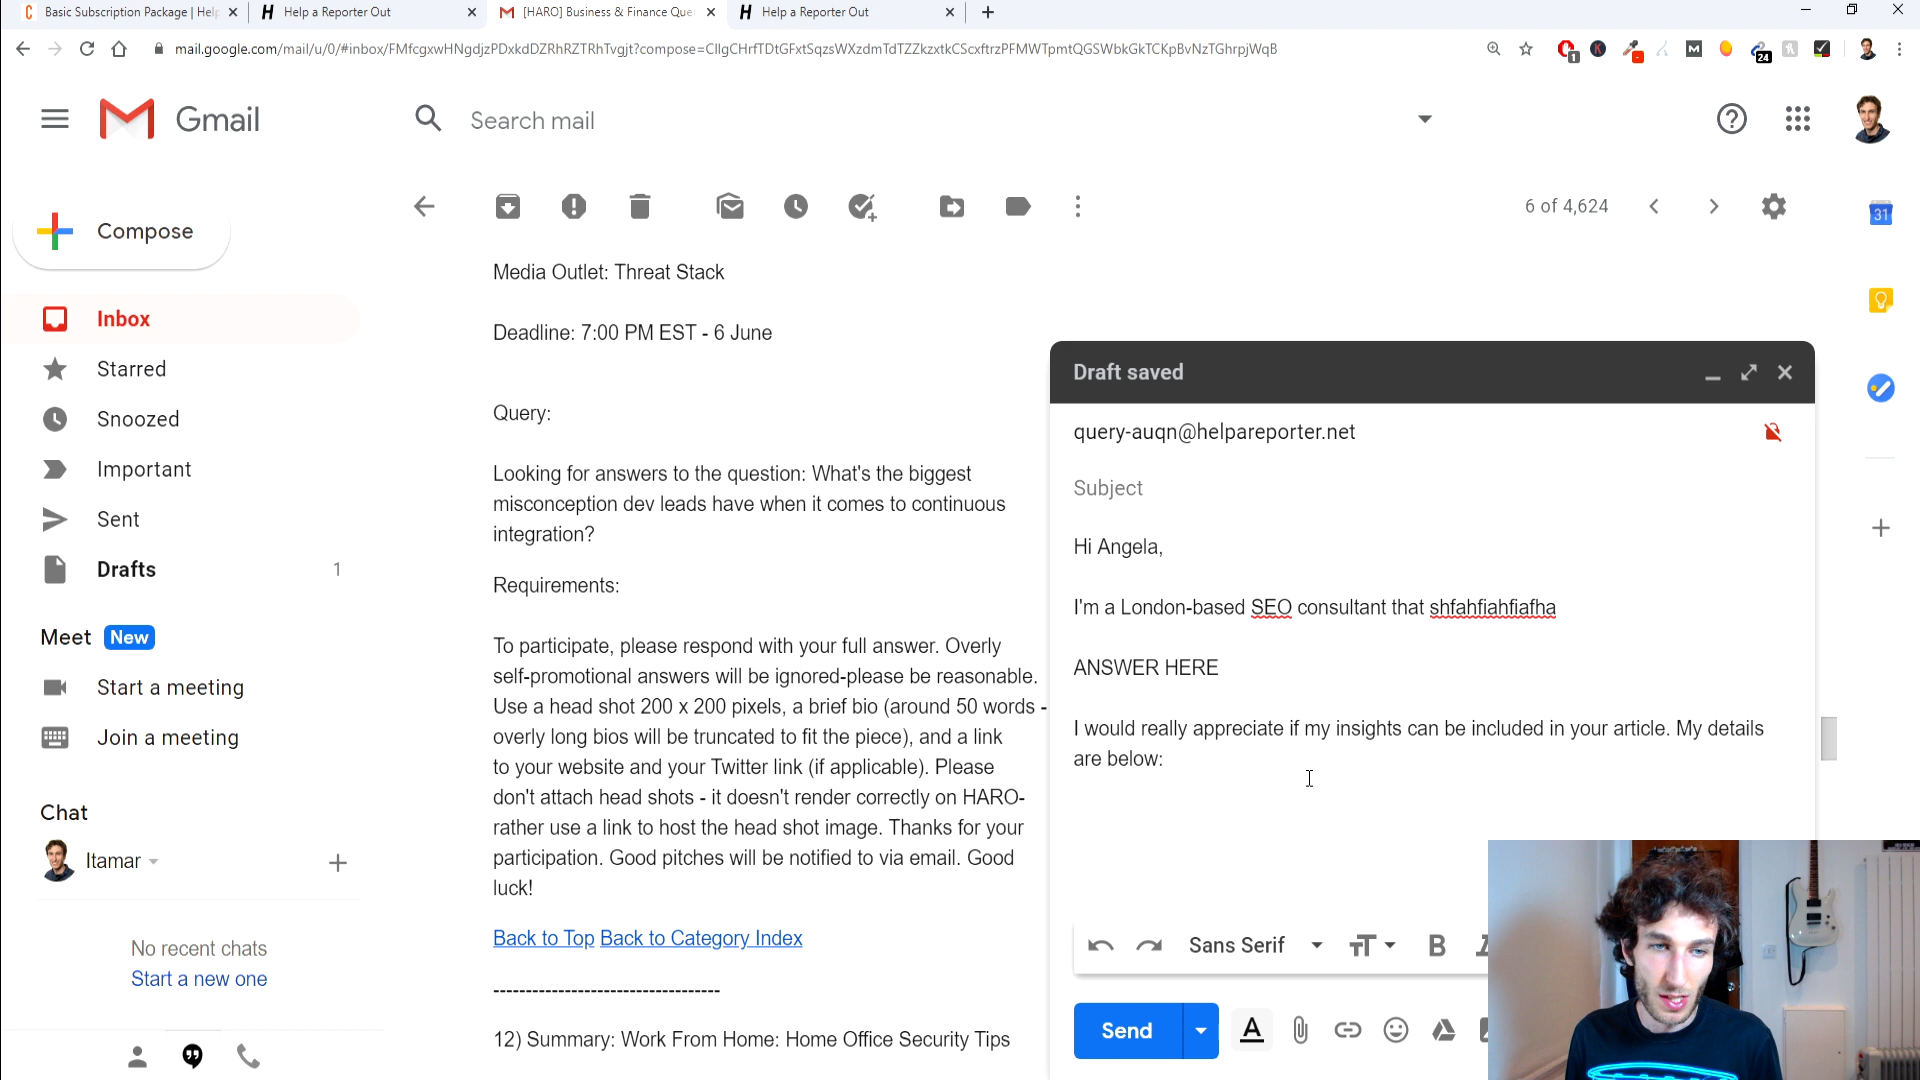 Basic Subscription Package | Hel
Help a Reporter Out
[HARO] Business & Finance Que
Help a Reporter Out
mail.google.com/mail/u/0/#inbox/FMfcgxwHNgdjzPDxkdDZRhRZTRhTvgjt?compose=CllgCHrfTDtGFxtSqzsWXzdmTdTZZkzxtkCScxftrzPFMWTpmtQGSWbkGkTCKpBvNzTGhrpjWqB
1
24
Gmail
Search mail
Compose
6 of 4,624
31
Inbox
Starred
Snoozed
Important
Sent
Drafts 1
Meet New
Start a meeting
Join a meeting
Chat
Itamar
No recent chats
Start a new one
Media Outlet: Threat Stack
Deadline: 7:00 PM EST - 6 June
Query:
Looking for answers to the question: What's the biggest
misconception dev leads have when it comes to continuous
integration?
Requirements:
To participate, please respond with your full answer. Overly
self-promotional answers will be ignored-please be reasonable.
Use a head shot 200 x 200 pixels, a brief bio (around 50 words -
overly long bios will be truncated to fit the piece), and a link
to your website and your Twitter link (if applicable). Please
don't attach head shots - it doesn't render correctly on HARO-
rather use a link to host the head shot image. Thanks for your
participation. Good pitches will be notified to via email. Good
luck!
Back to Top Back to Category Index
-----------------------------------
12) Summary: Work From Home: Home Office Security Tips
Draft saved
query-auqn@helpareporter.net
Subject
Hi Angela,
I'm a London-based SEO consultant that shfahfiahfiafha
ANSWER HERE
I would really appreciate if my insights can be included in your article. My details
are below:
Sans Serif
B
Send